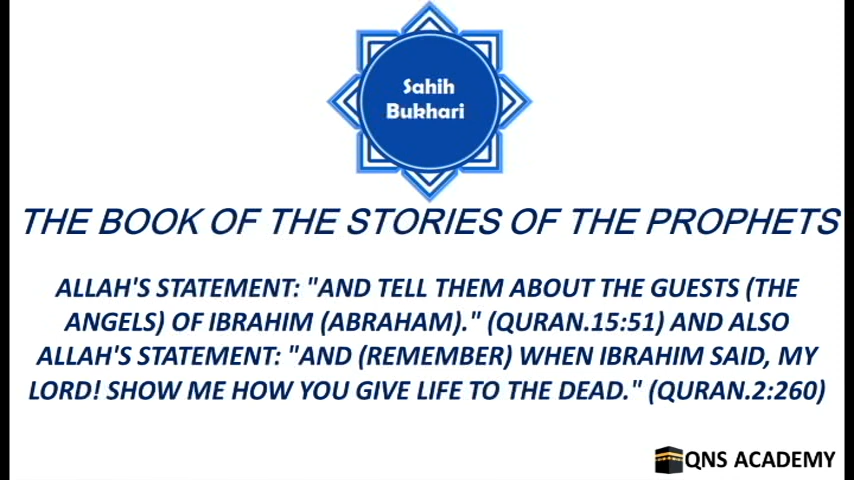 Sahih
Bukhari
THE BOOK OF THE STORIES OF THE PROPHETS
ALLAH'S STATEMENT: "AND TELL THEM ABOUT THE GUESTS (THE
ANGELS) OF IBRAHIM (ABRAHAM)." (QURAN.15:51) AND ALSO
ALLAH'S STATEMENT: "AND (REMEMBER) WHEN IBRAHIM SAID, MY
LORD! SHOW ME HOW YOU GIVE LIFE TO THE DEAD." (QURAN.2:260)
QNS ACADEMY